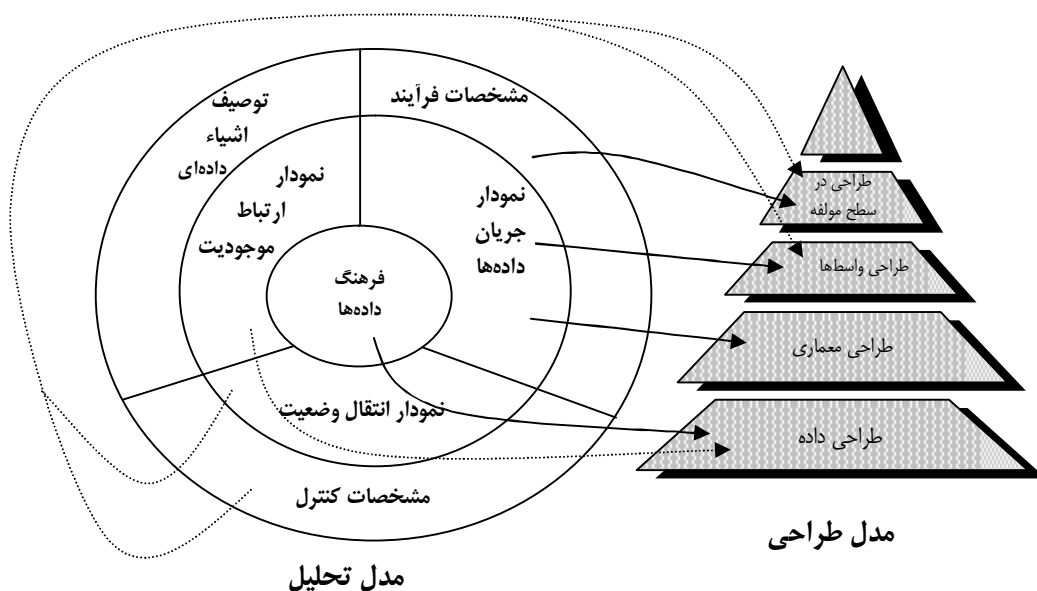 مشخصات فرآیند
توصیف
اشیاء
داده‌ای
نمودار
ارتباط
موجودیت
نمودار
جریان
داده‌ها
فرهنگ
داده‌ها
نمودار انتقال وضعیت
مشخصات کنترل
مدل تحلیل
طراحی در
سطح مولفه
طراحی واسط‌ها
طراحی معماری
طراحی داده
مدل طراحی